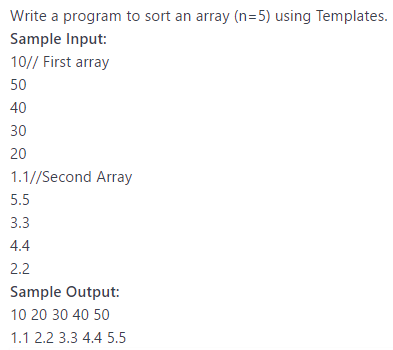 Write a program to sort an array (n=5) using Templates.
Sample Input:
10// First array
50
40
30
20
1.1//Second Array
5.5
3.3
4.4
2.2
Sample Output:
10 20 30 40 50
1.1 2.2 3.3 4.4 5.5